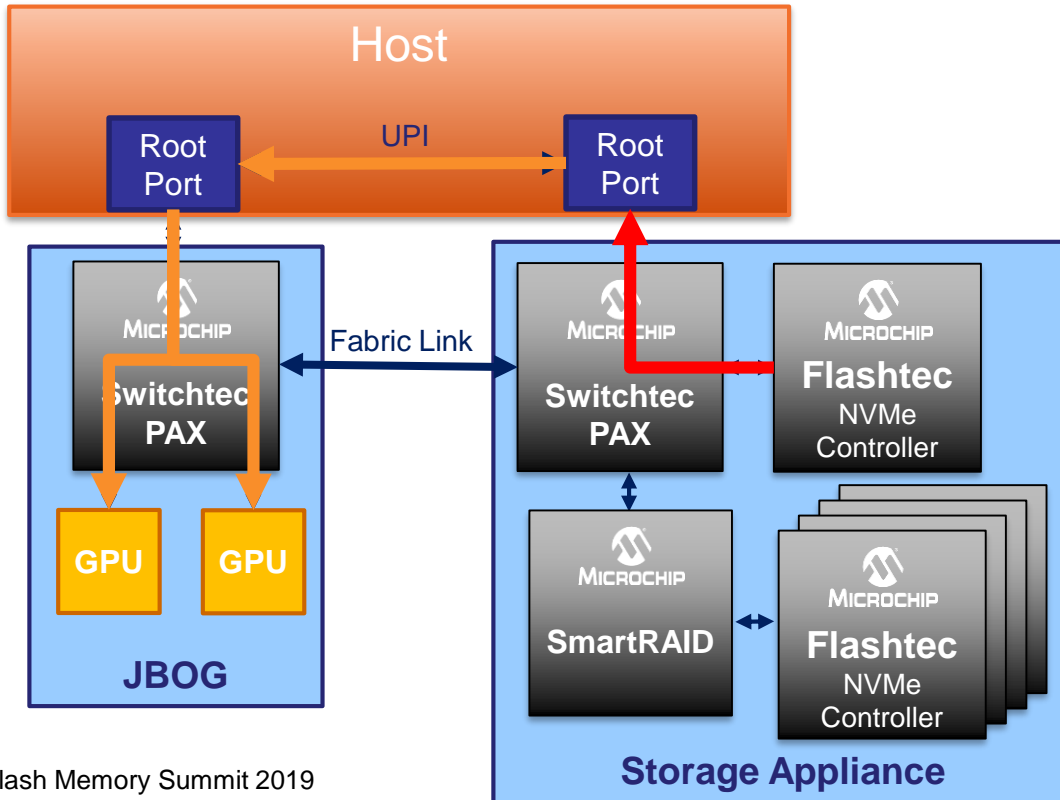 Host
UPI
Root
Port
Root
Port
MICROCHIP
Switchtec
PAX
Fabric Link
MICROCHIP
Switchtec
PAX
MICROCHIP
Flashtec
NVMe
Controller
GPU
GPU
JBOG
MICROCHIP
SmartRAID
MICROCHIP
Flashtec
NVMe
Controller
Storage Appliance
lash Memory Summit 2019